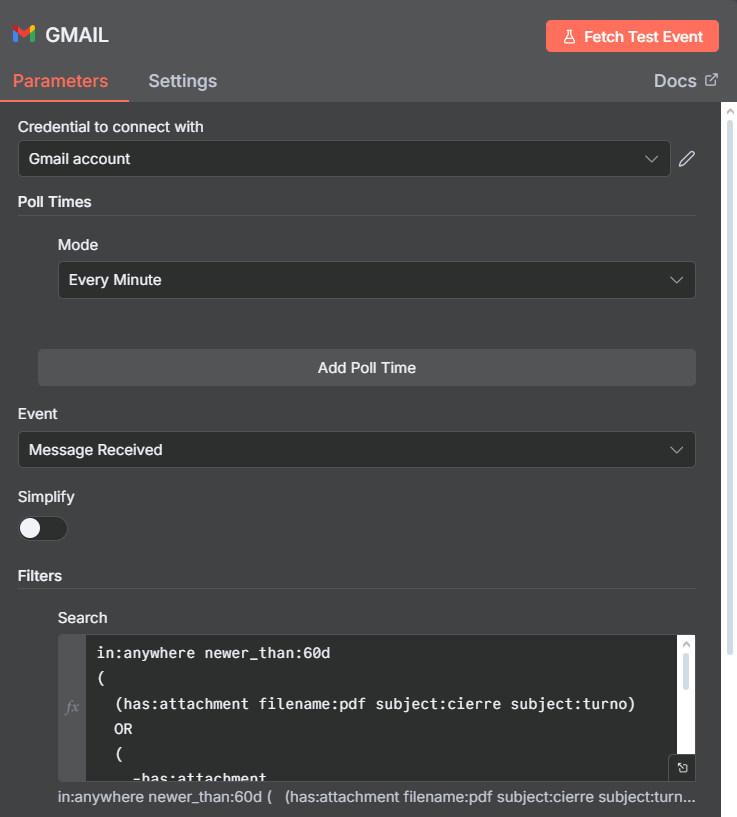 GMAIL
Fetch Test Event
Parameters
Settings
Docs
Credential to connect with
Gmail account
Poll Times
Mode
Every Minute
Add Poll Time
Event
Message Received
Simplify
Filters
Search
fx
in:anywhere newer_than:60d
(
(has:attachment filename:pdf subject:cierre subject:turno)
OR
(
-has:attachment
in:anywhere newer_than:60d ( (has:attachment filename:pdf subject:cierre subject:turn...